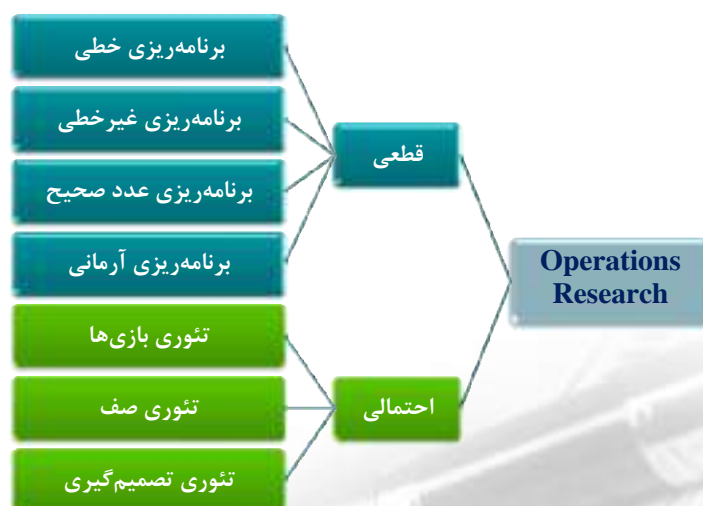 Operations
Research
قطعی
برنامه‌ریزی خطی
برنامه‌ریزی غیرخطی
برنامه‌ریزی عدد صحیح
برنامه‌ریزی آرمانی
احتمالی
تئوری بازی‌ها
تئوری صف
تئوری تصمیم‌گیری